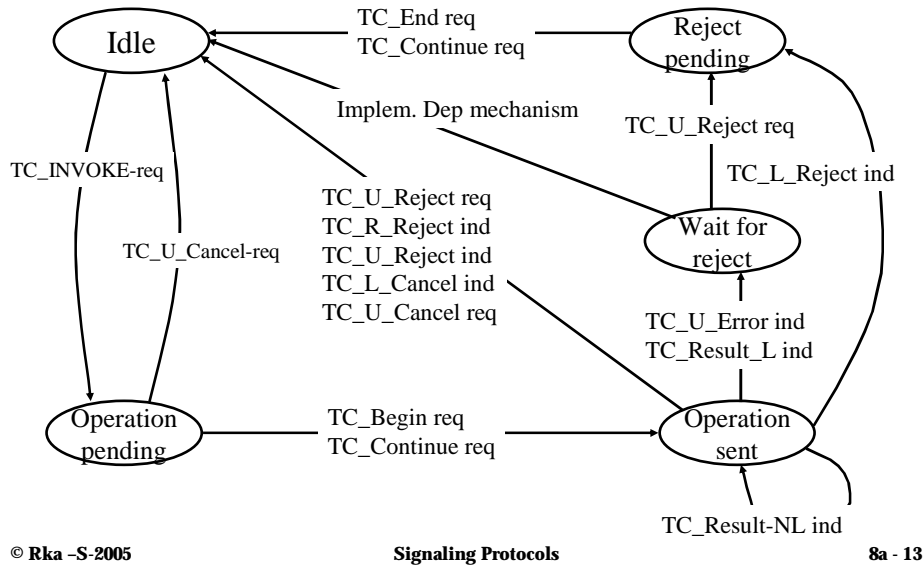 TC_End req
TC_Continue req
Idle
Reject
pending
Implem. Dep mechanism
TC_U_Reject req
TC_INVOKE-req
TC_L_Reject ind
TC_U_Cancel-req
TC_U_Reject req
TC_R_Reject ind
TC_U_Reject ind
TC_L_Cancel ind
TC_U_Cancel req
Wait for
reject
TC_U_Error ind
TC_Result_L ind
Operation
pending
TC_Begin req
TC_Continue req
Operation
sent
TC_Result-NL ind
© Rka –S-2005
Signaling Protocols
8a - 13